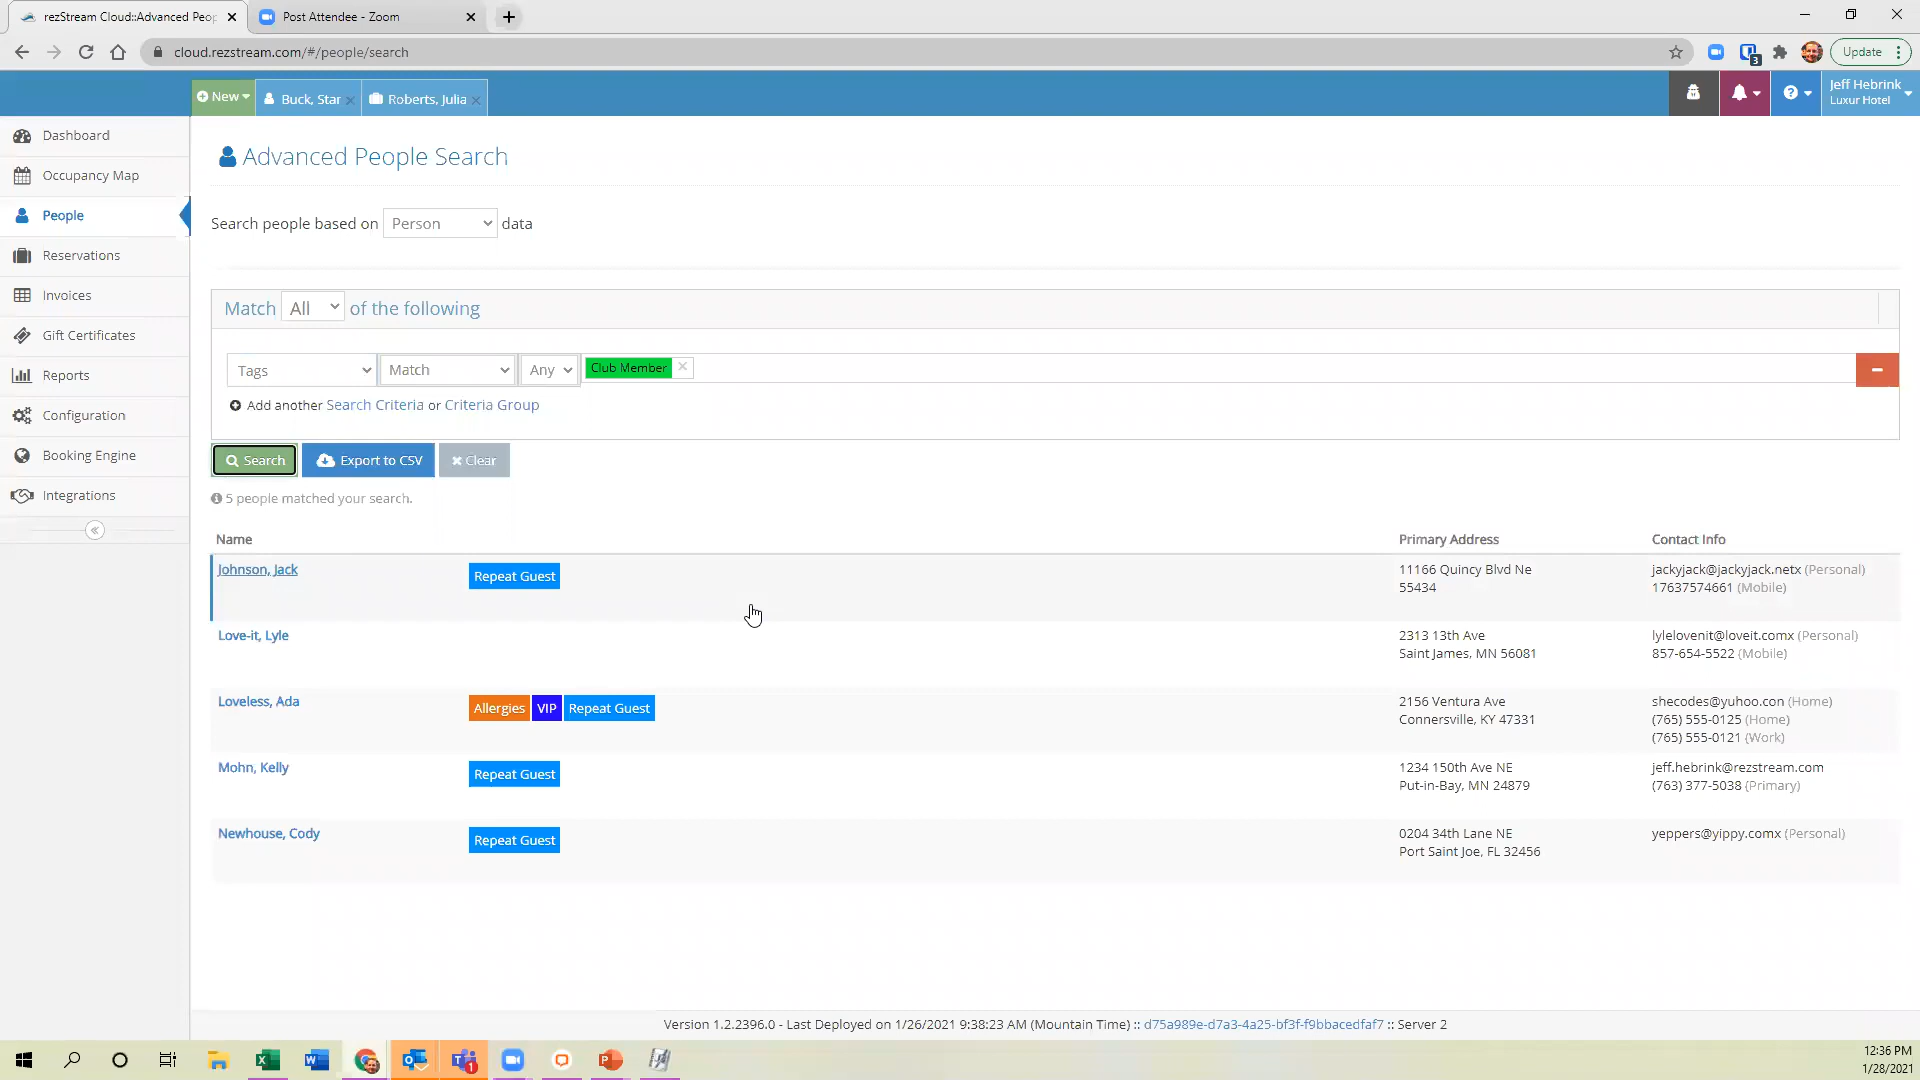 rezStream Cloud::Advanced Peo
Post Attendee - Zoom
cloud.rezstream.com/#/people/search
3
Update
New
Buck, Star
Roberts, Julia
Jeff Hebrink
Luxur Hotel
Dashboard
Occupancy Map
People
Reservations
Invoices
Gift Certificates
Reports
Configuration
Booking Engine
Integrations
Advanced People Search
Search people based on Person data
Match All of the following
Tags Match Any Club Member
Add another Search Criteria or Criteria Group
Search Export to CSV Clear
5 people matched your search.
Name Primary Address Contact Info
Johnson, Jack Repeat Guest 11166 Quincy Blvd Ne jackyjack@jackyjack.netx (Personal)
55434 17637574661 (Mobile)
Love-it, Lyle 2313 13th Ave lylelovenit@loveit.comx (Personal)
Saint James, MN 56081 857-654-5522 (Mobile)
Loveless, Ada Allergies VIP Repeat Guest 2156 Ventura Ave shecodes@yuhoo.con (Home)
Connersville, KY 47331 (765) 555-0125 (Home)
(765) 555-0121 (Work)
Mohn, Kelly Repeat Guest 1234 150th Ave NE jeff.hebrink@rezstream.com
Put-in-Bay, MN 24879 (763) 377-5038 (Primary)
Newhouse, Cody Repeat Guest 0204 34th Lane NE yeppers@yippy.comx (Personal)
Port Saint Joe, FL 32456
Version 1.2.2396.0 - Last Deployed on 1/26/2021 9:38:23 AM (Mountain Time) :: d75a989e-d7a3-4a25-bf3f-f9bbacedfaf7 :: Server 2
1
12:36 PM
1/28/2021